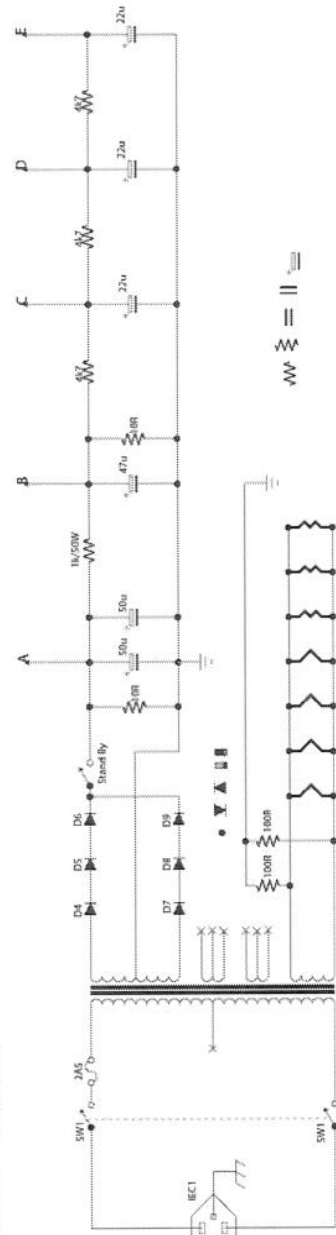 A
B
C
D
E
4k7
4k7
4k7
1k/50W
50u
50u
47u
22u
22u
22u
10R
10R
Stand By
D4
D5
D6
D7
D8
D9
2A5
SW1
SW1
IEC1
100R
100R